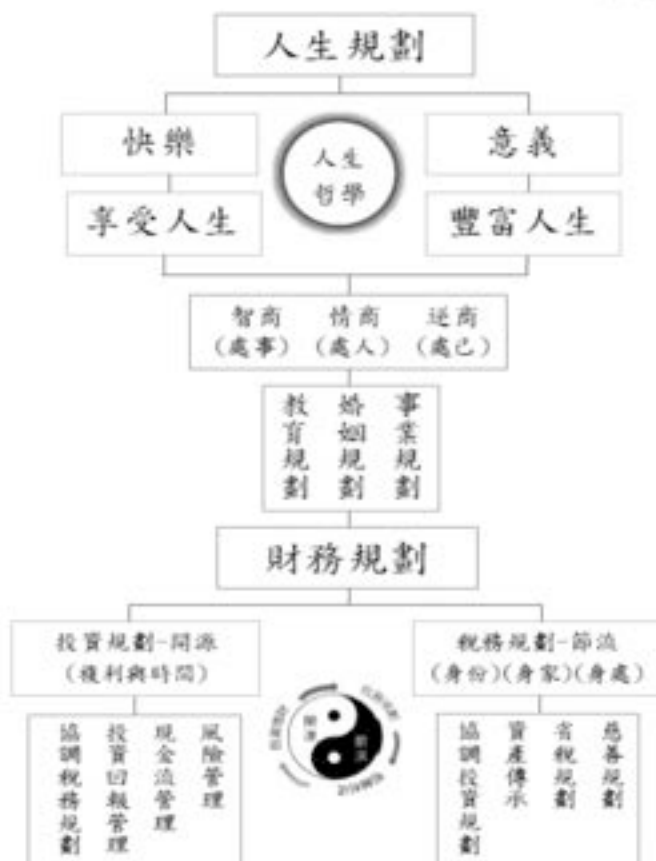 人生規劃
快樂
意義
人生
哲學
享受人生
豐富人生
智商 情商 逆商
(處事) (處人) (處己)
教育規劃
婚姻規劃
事業規劃
財務規劃
投資規劃-開源
(複利與時間)
稅務規劃-節流
(身份)(身家)(身處)
協調稅務規劃
投資回報管理
現金流管理
風險管理
協調投資規劃
資產傳承
省稅規劃
慈善規劃